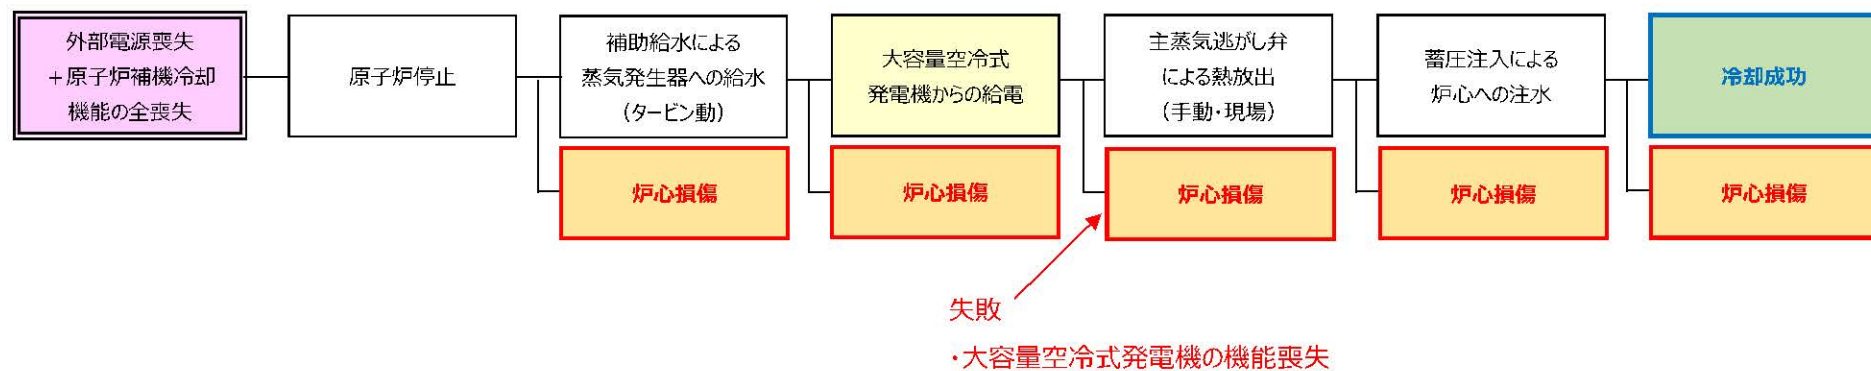 外部電源喪失
+原子炉補機冷却
機能の全喪失
原子炉停止
補助給水による
蒸気発生器への給水
(タービン動)
大容量空冷式
発電機からの給電
主蒸気逃がし弁
による熱放出
(手動・現場)
蓄圧注入による
炉心への注水
冷却成功
炉心損傷
炉心損傷
炉心損傷
炉心損傷
炉心損傷
失敗
・大容量空冷式発電機の機能喪失